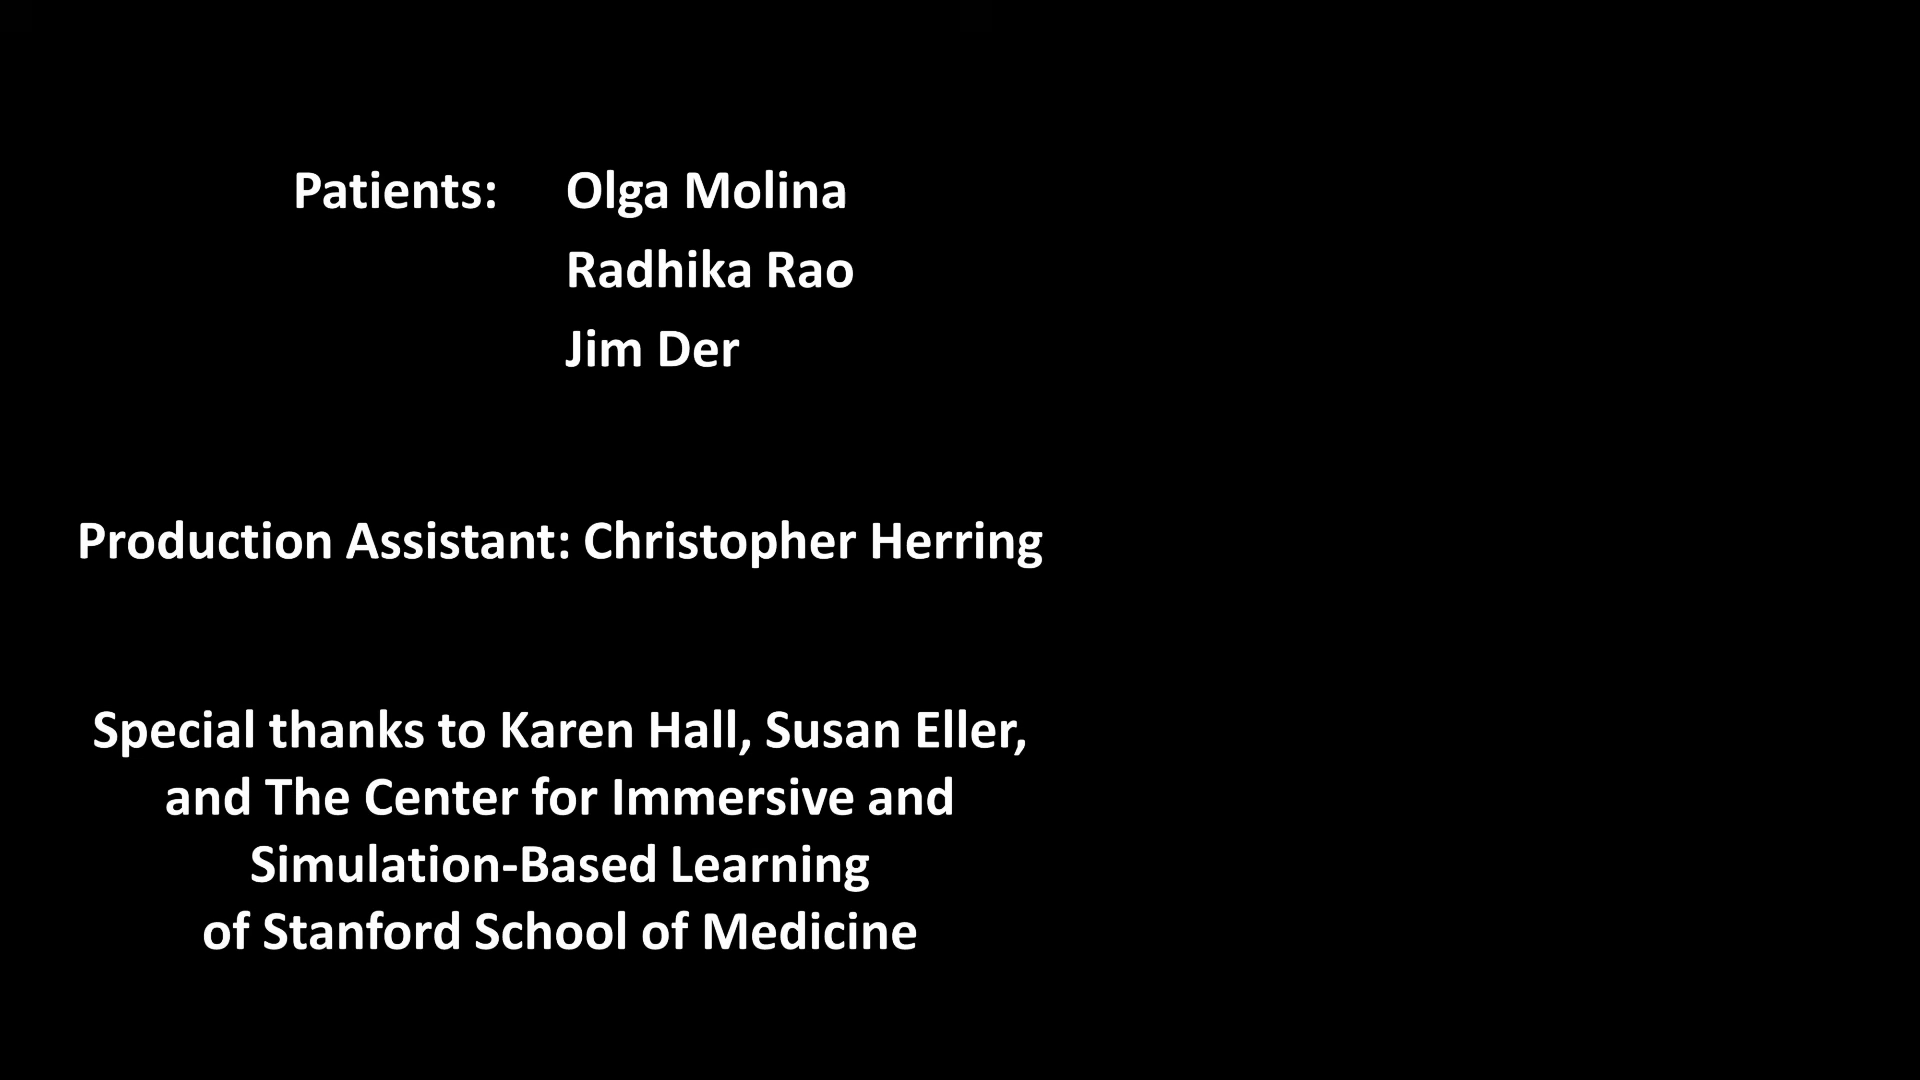 Patients: Olga Molina
Radhika Rao
Jim Der
Production Assistant: Christopher Herring
Special thanks to Karen Hall, Susan Eller,
and The Center for Immersive and
Simulation-Based Learning
of Stanford School of Medicine